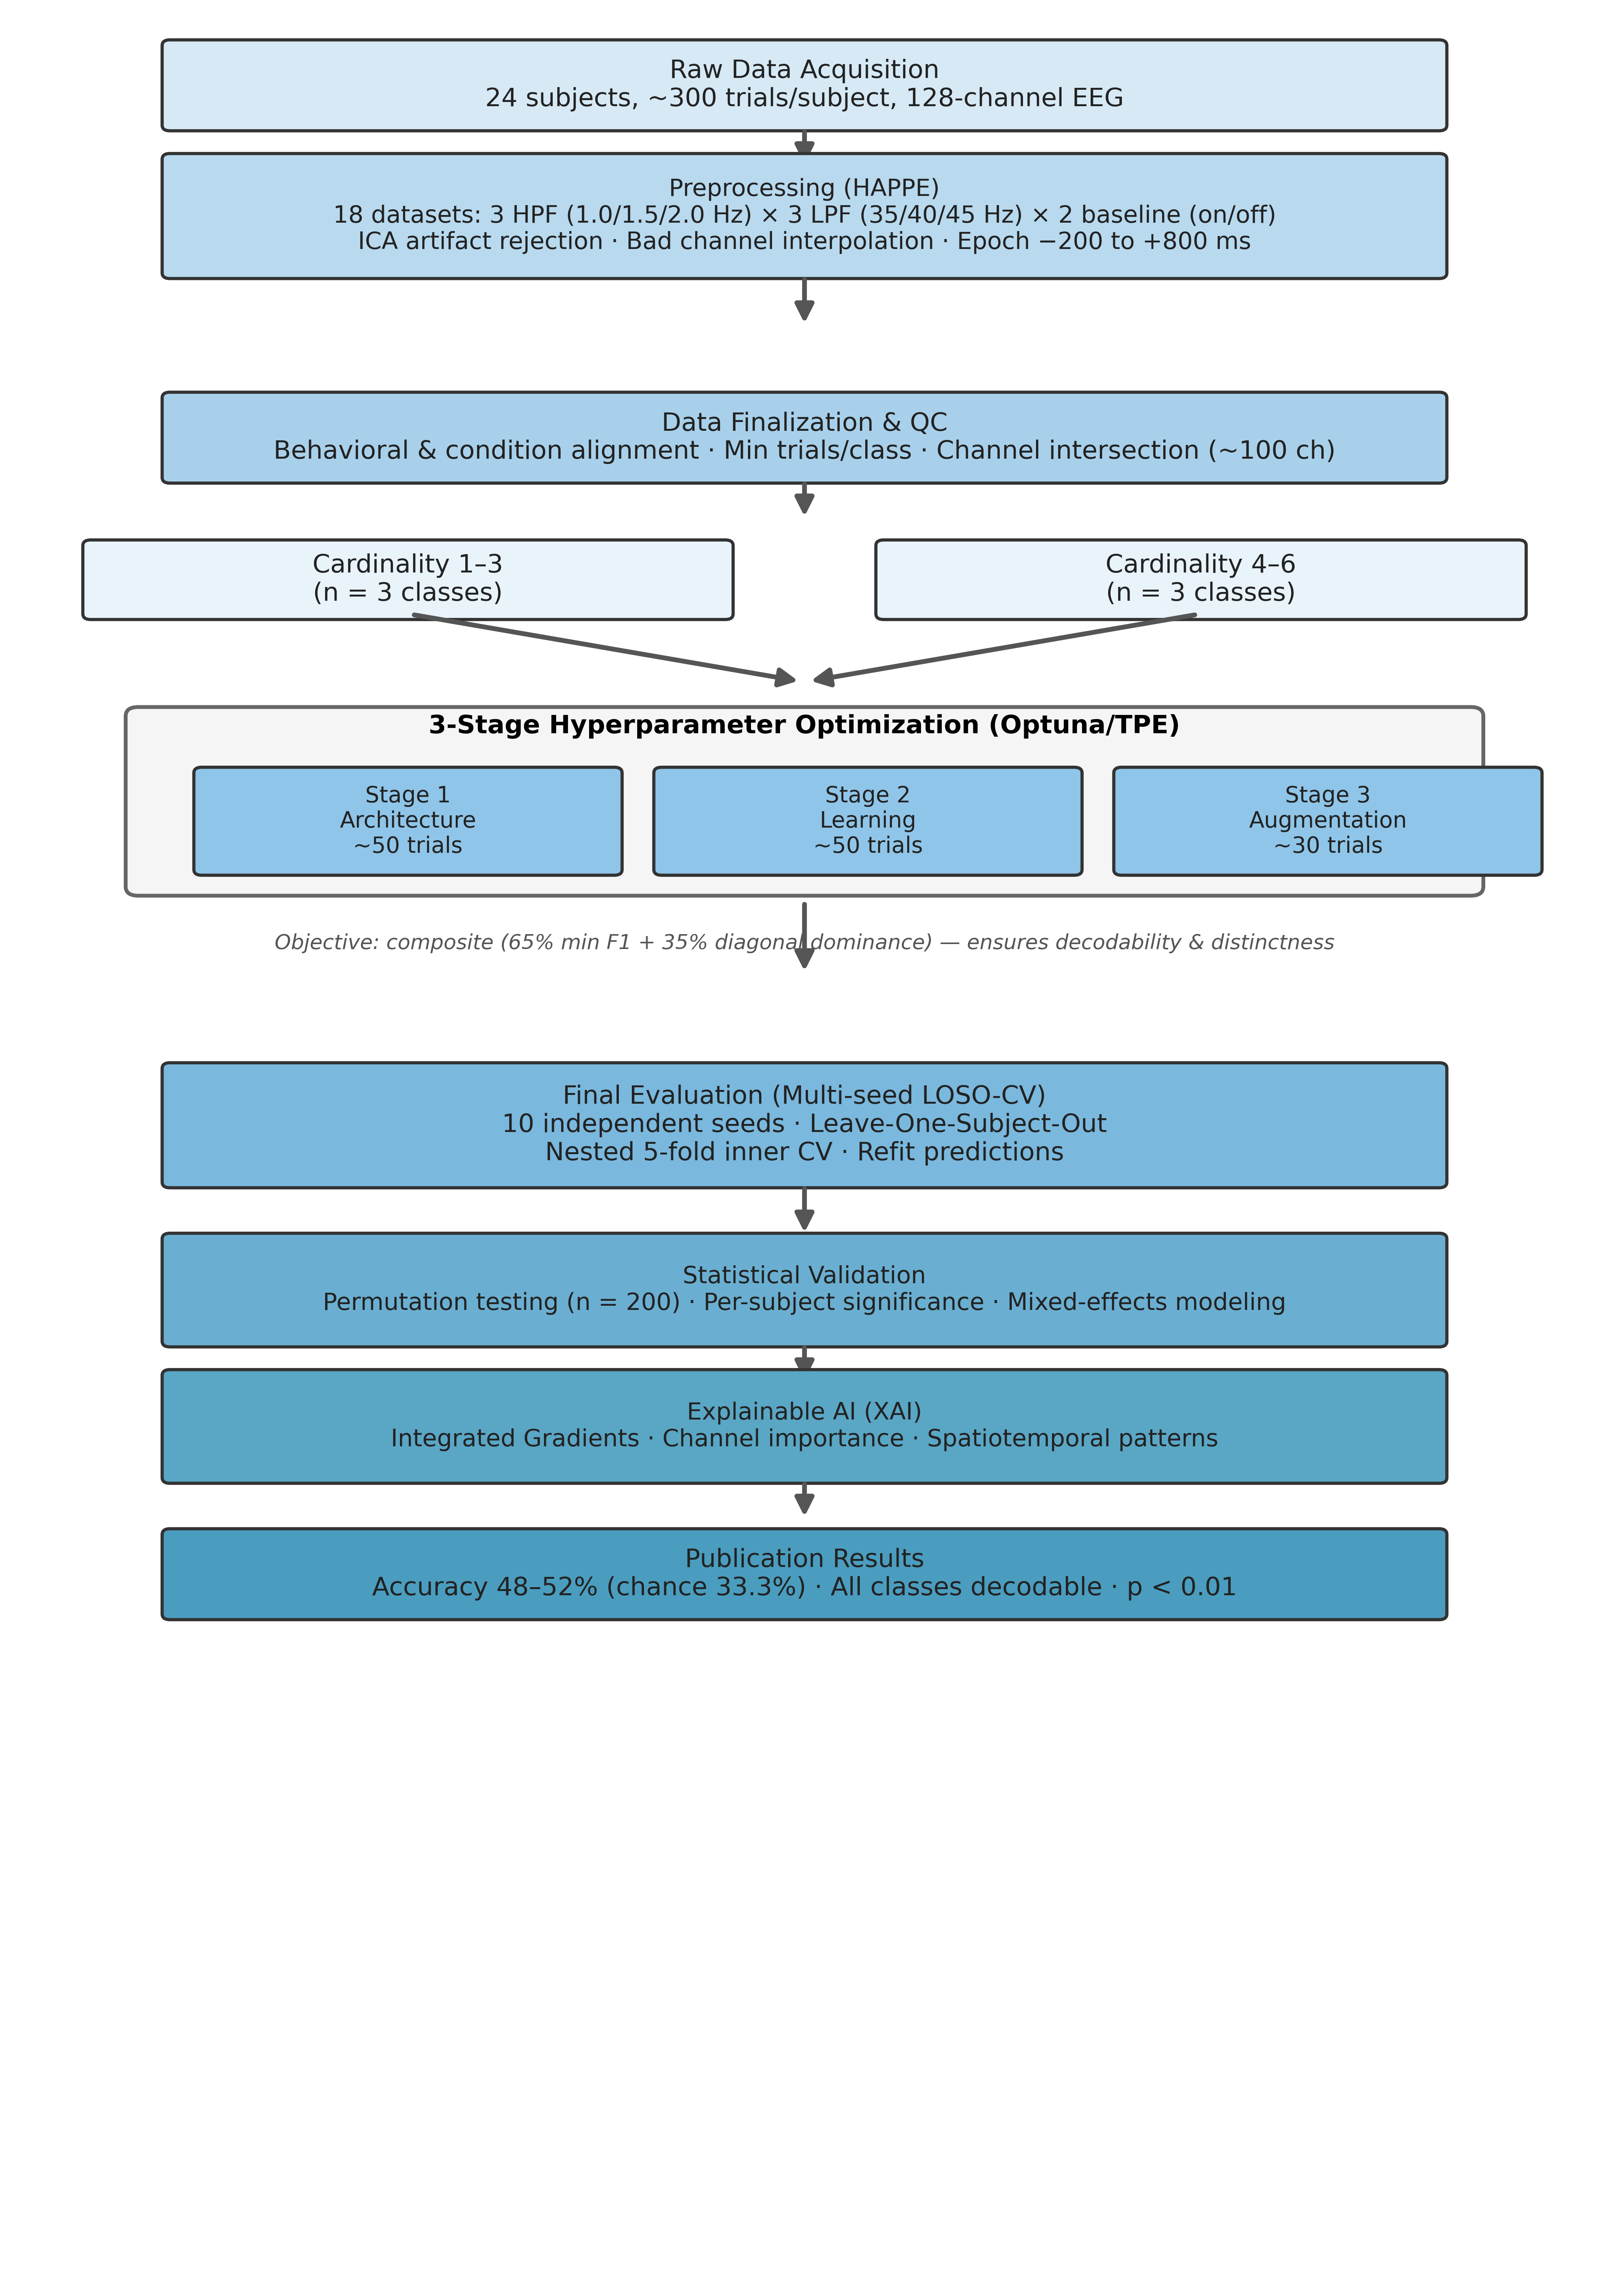 Raw Data Acquisition
24 subjects, ~300 trials/subject, 128-channel EEG
Preprocessing (HAPPE)
18 datasets: 3 HPF (1.0/1.5/2.0 Hz) × 3 LPF (35/40/45 Hz) × 2 baseline (on/off)
ICA artifact rejection · Bad channel interpolation · Epoch −200 to +800 ms
Data Finalization & QC
Behavioral & condition alignment · Min trials/class · Channel intersection (~100 ch)
Cardinality 1–3
(n = 3 classes)
Cardinality 4–6
(n = 3 classes)
3-Stage Hyperparameter Optimization (Optuna/TPE)
Stage 1
Architecture
~50 trials
Stage 2
Learning
~50 trials
Stage 3
Augmentation
~30 trials
Objective: composite (65% min F1 + 35% diagonal dominance) — ensures decodability & distinctness
Final Evaluation (Multi-seed LOSO-CV)
10 independent seeds · Leave-One-Subject-Out
Nested 5-fold inner CV · Refit predictions
Statistical Validation
Permutation testing (n = 200) · Per-subject significance · Mixed-effects modeling
Explainable AI (XAI)
Integrated Gradients · Channel importance · Spatiotemporal patterns
Publication Results
Accuracy 48–52% (chance 33.3%) · All classes decodable · p < 0.01